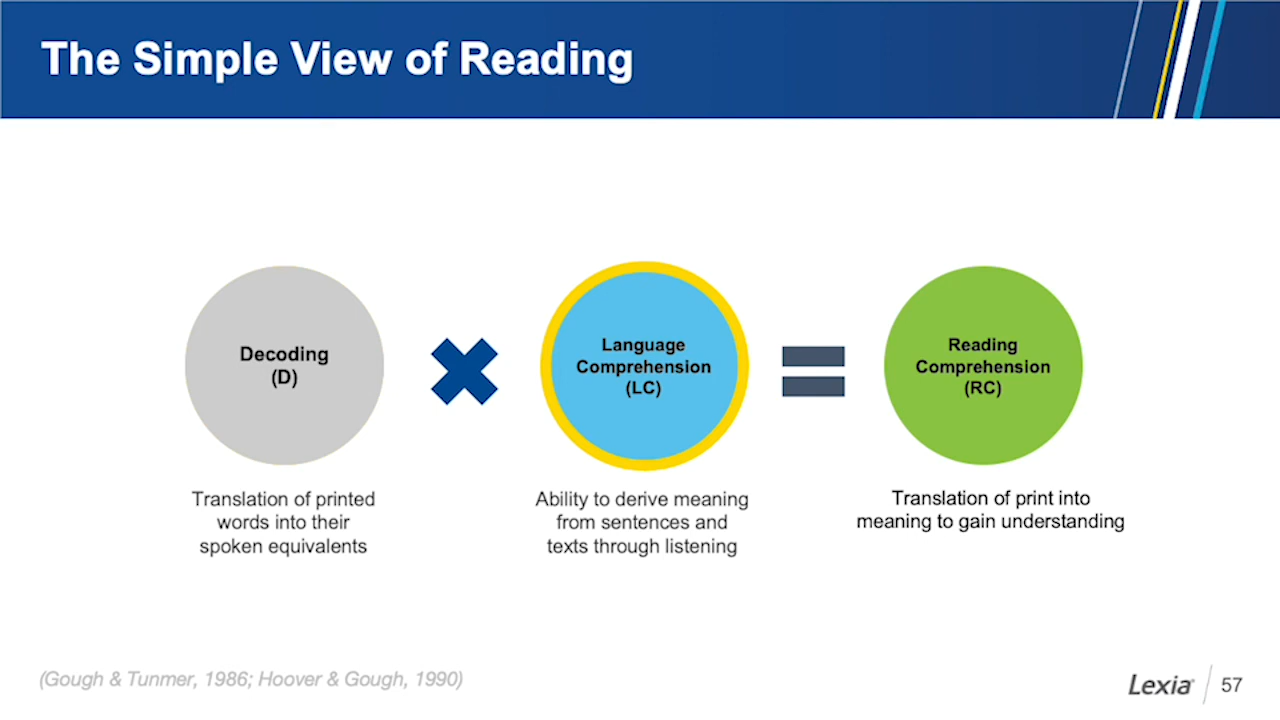 The Simple View of Reading
Decoding
(D)
Language
Comprehension
(LC)
Reading
Comprehension
(RC)
Translation of printed
words into their
spoken equivalents
Ability to derive meaning
from sentences and
texts through listening
Translation of print into
meaning to gain understanding
(Gough & Tunmer, 1986; Hoover & Gough, 1990)
Lexia® 57